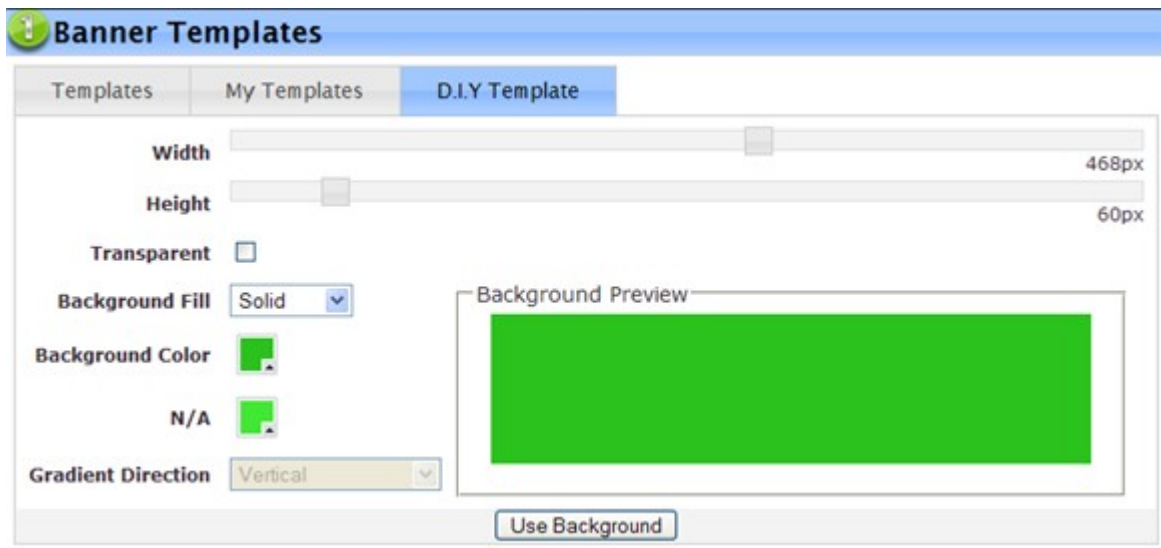 1 Banner Templates
Templates My Templates D.I.Y Template
Width
468px
Height
60px
Transparent
Background Fill Solid
Background Preview
Background Color
N/A
Gradient Direction Vertical
Use Background